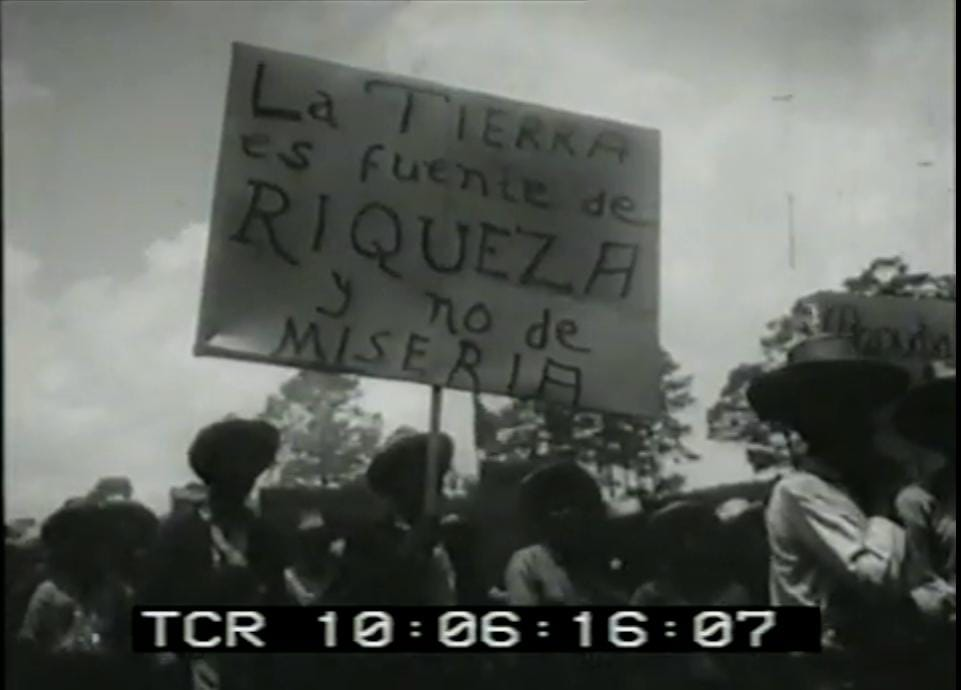 La TIERRA
es fuente de
RIQUEZA
y no de
MISERIA
TCR 10:06:16:07